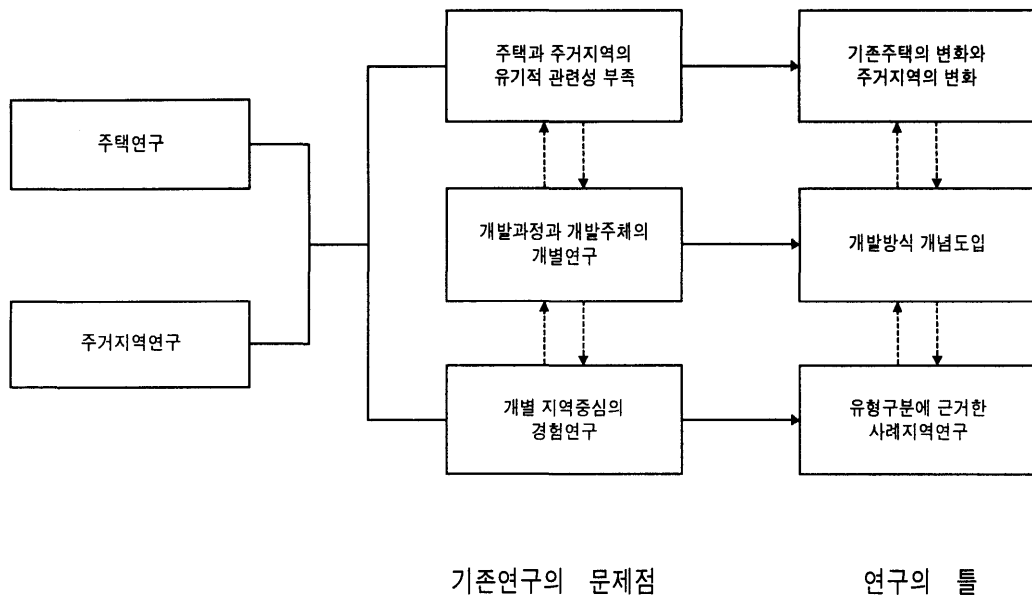 주택연구
주거지역연구
주택과 주거지역의
유기적 관련성 부족
개발과정과 개발주체의
개별연구
개별 지역중심의
경험연구
기존주택의 변화와
주거지역의 변화
개발방식 개념도입
유형구분에 근거한
사례지역연구
기존연구의 문제점
연구의 틀